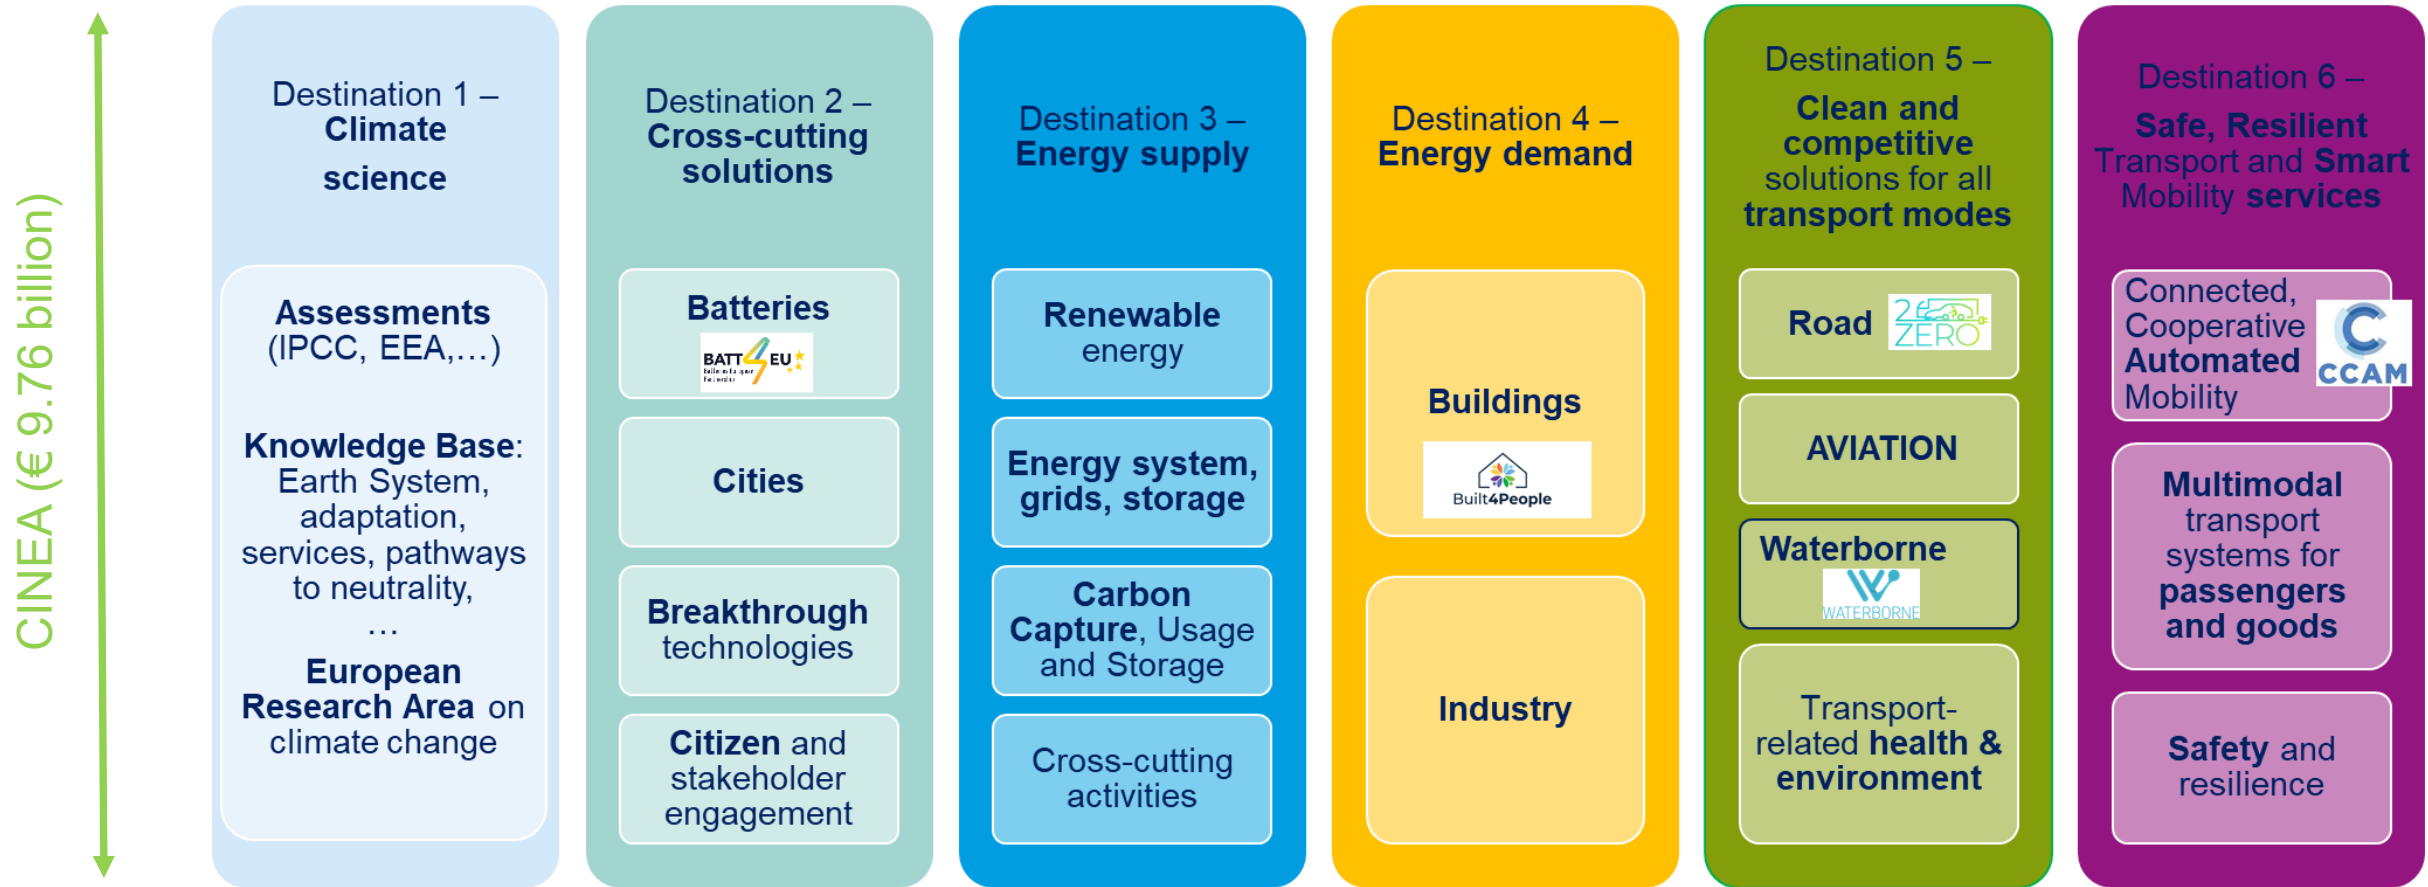 CINEA (€ 9.76 billion)
Destination 1 –
Climate
science
Assessments
(IPCC, EEA,…)
Knowledge Base:
Earth System,
adaptation,
services, pathways
to neutrality,
…
European
Research Area on
climate change
Destination 2 –
Cross-cutting
solutions
Batteries
BATT4EU
Batteries European
Partnership
Cities
Breakthrough
technologies
Citizen and
stakeholder
engagement
Destination 3 –
Energy supply
Renewable
energy
Energy system,
grids, storage
Carbon
Capture, Usage
and Storage
Cross-cutting
activities
Destination 4 –
Energy demand
Buildings
Built4People
Industry
Destination 5 –
Clean and
competitive
solutions for all
transport modes
Road
2
ZERO
AVIATION
Waterborne
WATERBORNE
Transport-
related health &
environment
Destination 6 –
Safe, Resilient
Transport and Smart
Mobility services
Connected,
Cooperative
Automated
Mobility
CCAM
Multimodal
transport
systems for
passengers
and goods
Safety and
resilience